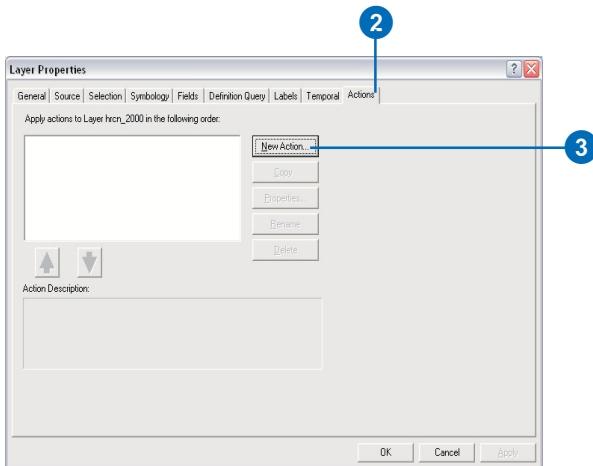 2
Layer Properties
General Source Selection Symbology Fields Definition Query Labels Temporal Actions
Apply actions to Layer hrcn_2000 in the following order:
New Action...
3
Copy
Properties...
Rename
Delete
Action Description:
OK Cancel Apply